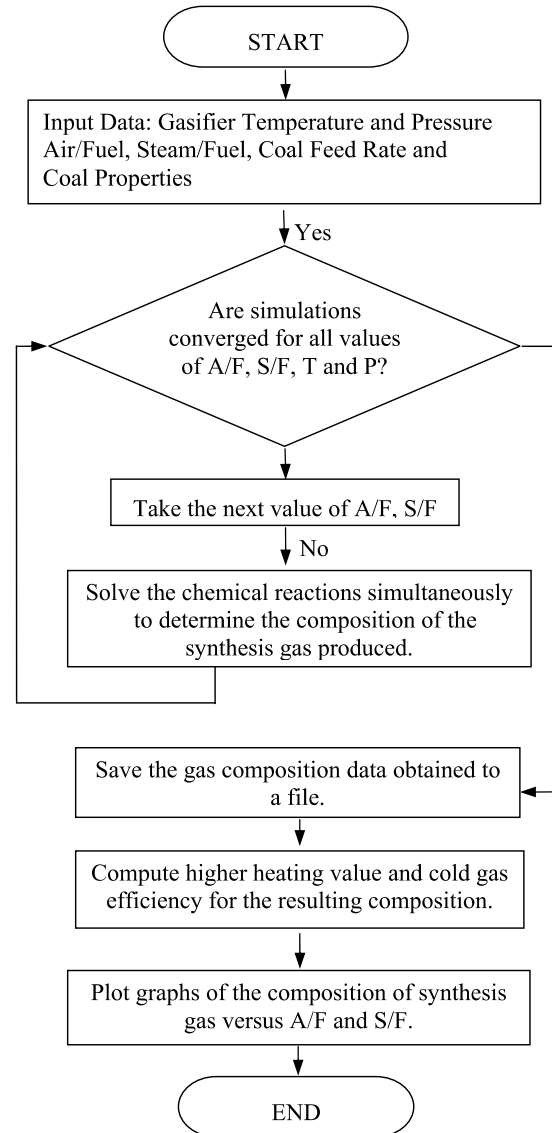 START
Input Data: Gasifier Temperature and Pressure
Air/Fuel, Steam/Fuel, Coal Feed Rate and
Coal Properties
Yes
Are simulations
converged for all values
of A/F, S/F, T and P?
Take the next value of A/F, S/F
No
Solve the chemical reactions simultaneously
to determine the composition of the
synthesis gas produced.
Save the gas composition data obtained to
a file.
Compute higher heating value and cold gas
efficiency for the resulting composition.
Plot graphs of the composition of synthesis
gas versus A/F and S/F.
END